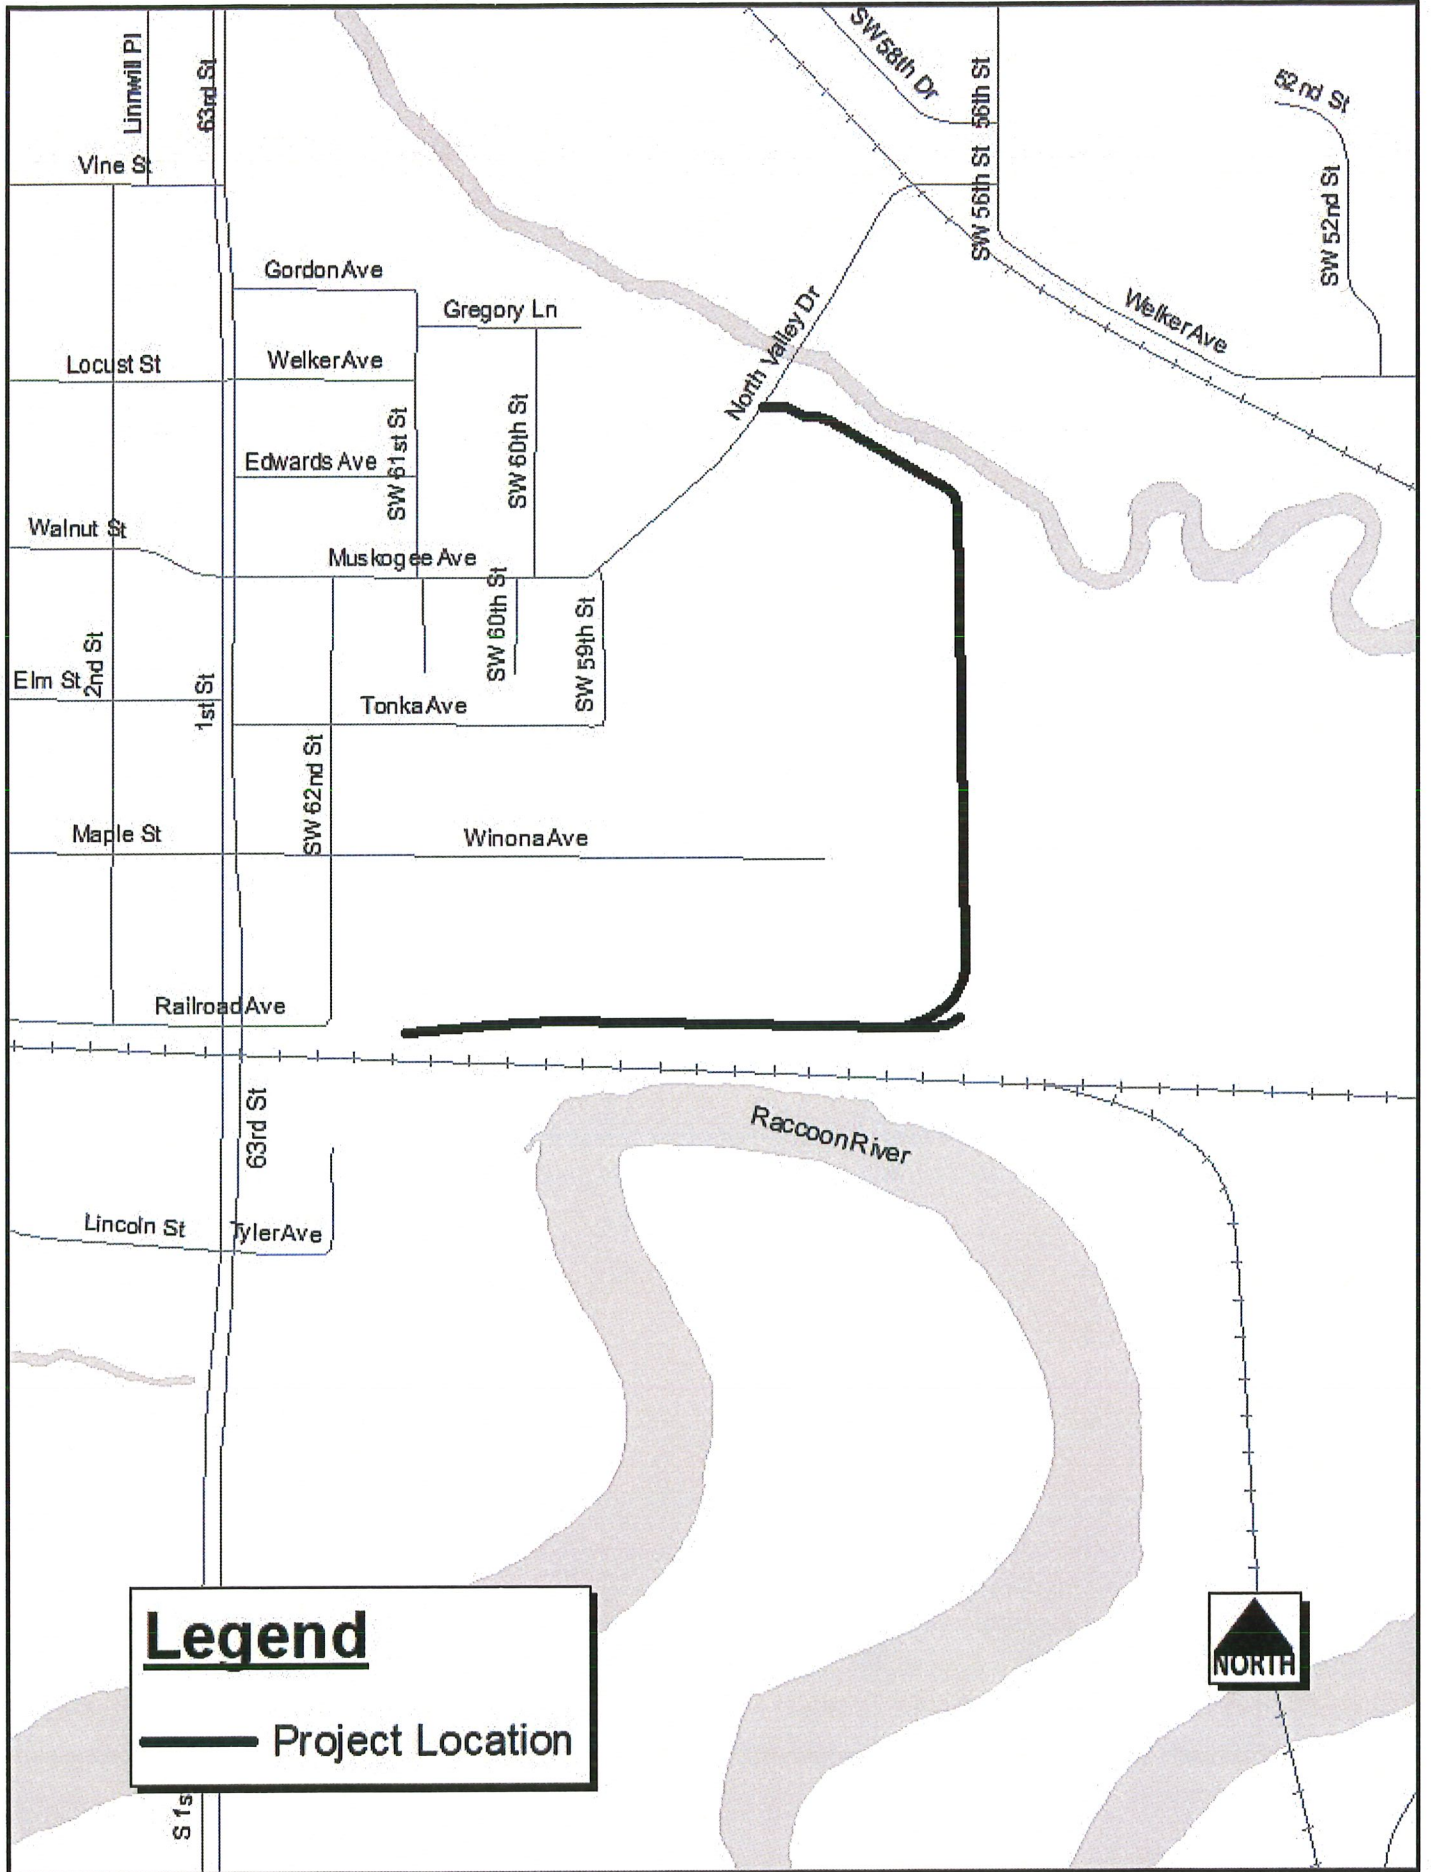 Linnwill Pl
63rd St
SW 58th Dr
56th St
52nd St
Vine St
SW 56th St
SW 52nd St
Gordon Ave
Gregory Ln
North Valley Dr
Welker Ave
Locust St
Welker Ave
SW 61st St
SW 60th St
Edwards Ave
Walnut St
Muskogee Ave
SW 60th St
SW 59th St
2nd St
Elm St
1st St
Tonka Ave
SW 62nd St
Maple St
Winona Ave
Railroad Ave
63rd St
Raccoon River
Lincoln St
Tyler Ave
Legend
Project Location
NORTH
S 1s